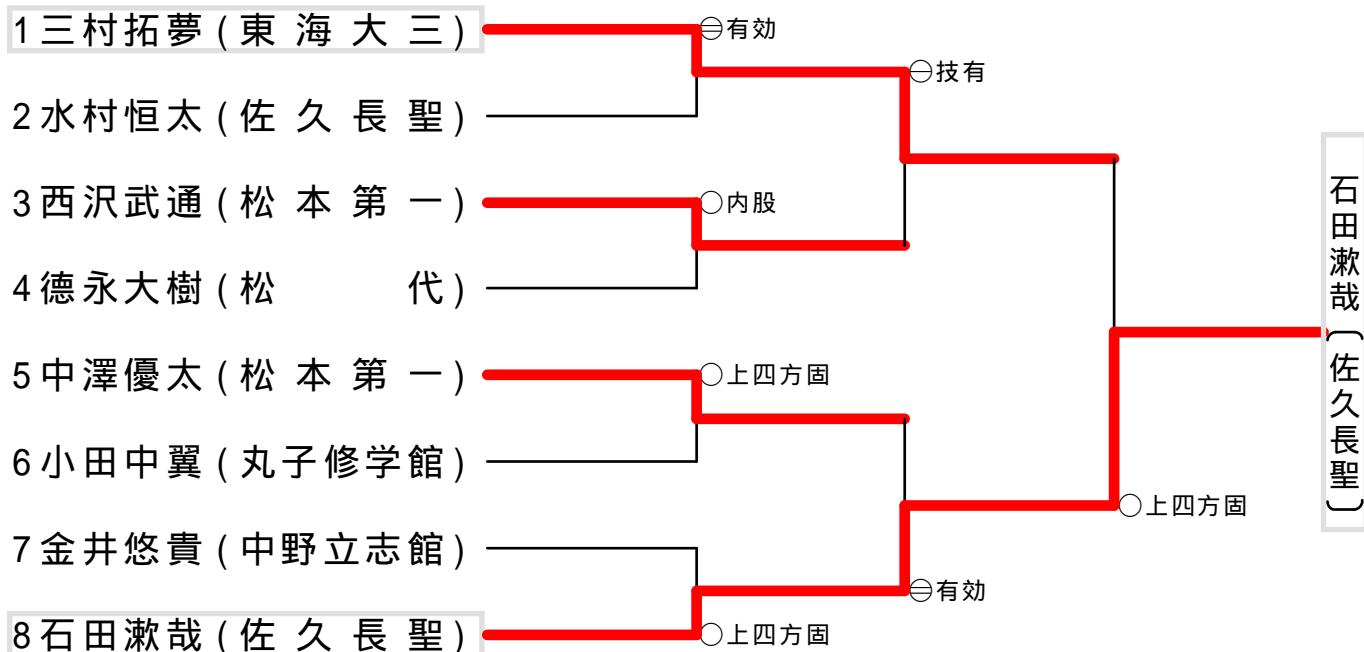 1三村拓夢(東海大三)
㊀有効
㊀技有
2水村恒太(佐久長聖)
3西沢武通(松本第一)
○内股
4德永大樹(松代)
5中澤優太(松本第一)
○上四方固
6小田中翼(丸子修学館)
○上四方固
7金井悠貴(中野立志館)
㊀有効
8石田漱哉(佐久長聖)
○上四方固
石田漱哉(佐久長聖)